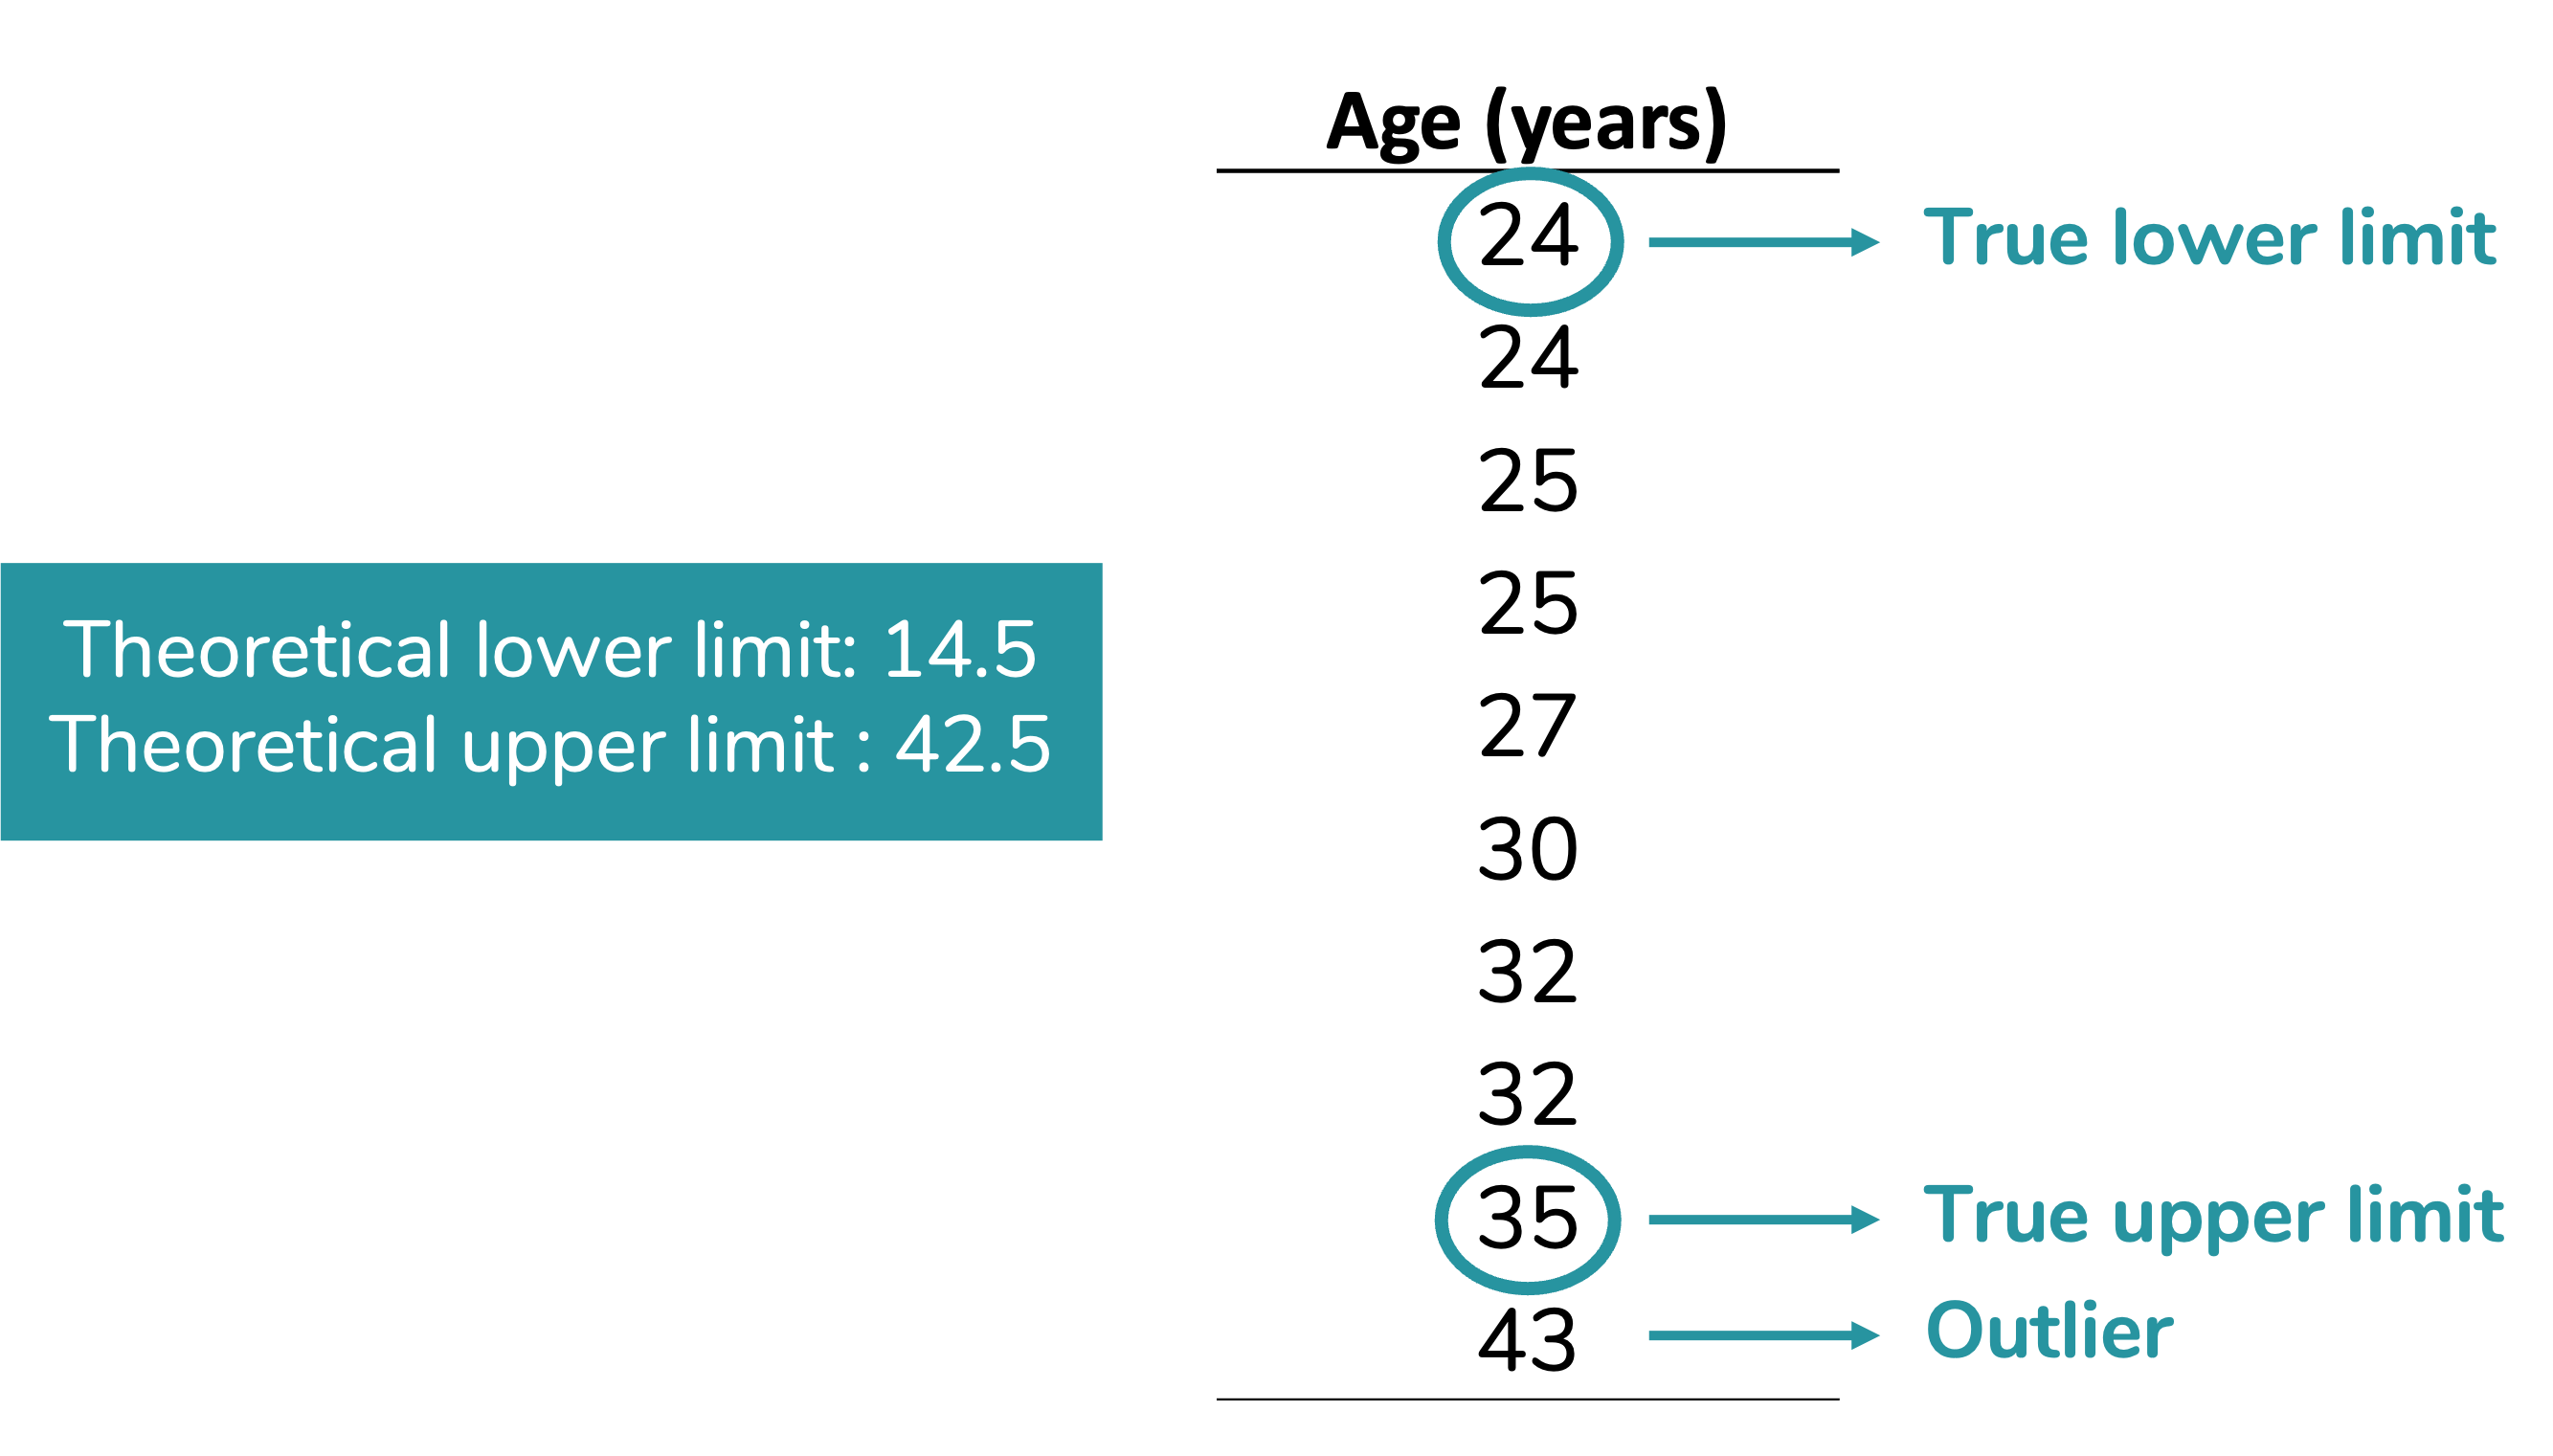 Age (years)
24
True lower limit
24
25
25
Theoretical lower limit: 14.5
Theoretical upper limit : 42.5
27
30
32
32
35
True upper limit
43
Outlier